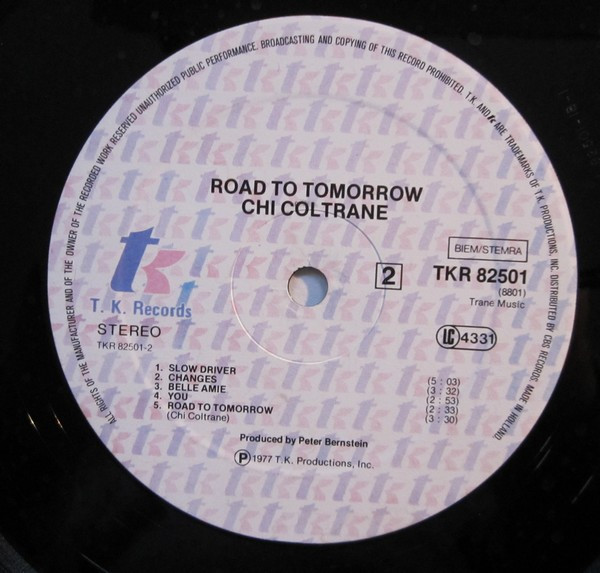 ALL RIGHTS OF THE MANUFACTURER AND OF THE OWNER OF THE RECORDED WORK RESERVED UNAUTHORIZED PUBLIC PERFORMANCE, BROADCASTING AND COPYING OF THIS RECORD PROHIBITED. T.K. AND tk ARE TRADEMARKS OF T.K. PRODUCTIONS, INC. DISTRIBUTED BY CBS RECORDS. MADE IN HOLLAND.
ROAD TO TOMORROW
CHI COLTRANE
tk
T. K. Records
STEREO
TKR 82501-2
BIEM/STEMRA
2
TKR 82501
(8801)
Trane Music
LC 4331
1. SLOW DRIVER (5 : 03)
2. CHANGES (3 : 32)
3. BELLE AMIE (2 : 53)
4. YOU (2 : 33)
5. ROAD TO TOMORROW (3 : 30)
(Chi Coltrane)
Produced by Peter Bernstein
Ⓟ 1977 T.K. Productions, Inc.